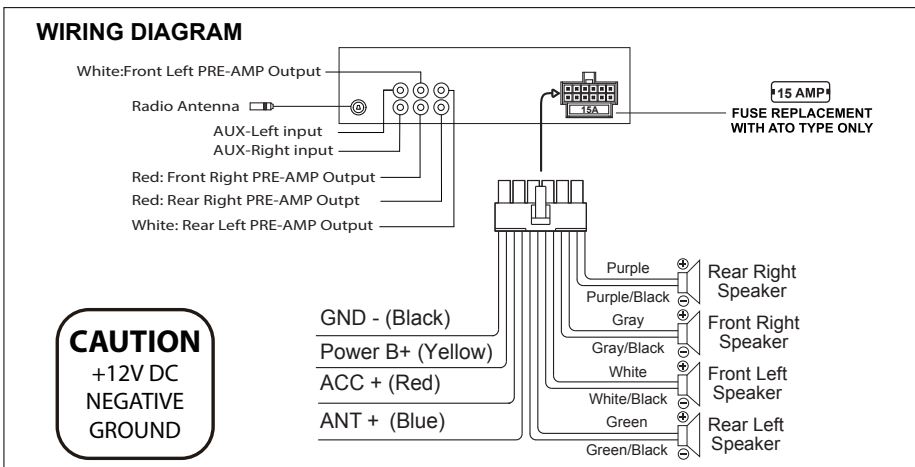 WIRING DIAGRAM
White:Front Left PRE-AMP Output
Radio Antenna
AUX-Left input
AUX-Right input
Red: Front Right PRE-AMP Output
Red: Rear Right PRE-AMP Outpt
White: Rear Left PRE-AMP Output
15A
15 AMP
FUSE REPLACEMENT
WITH ATO TYPE ONLY
CAUTION
+12V DC
NEGATIVE
GROUND
GND - (Black)
Power B+ (Yellow)
ACC + (Red)
ANT + (Blue)
Purple
Purple/Black
Rear Right
Speaker
Gray
Gray/Black
Front Right
Speaker
White
White/Black
Front Left
Speaker
Green
Green/Black
Rear Left
Speaker